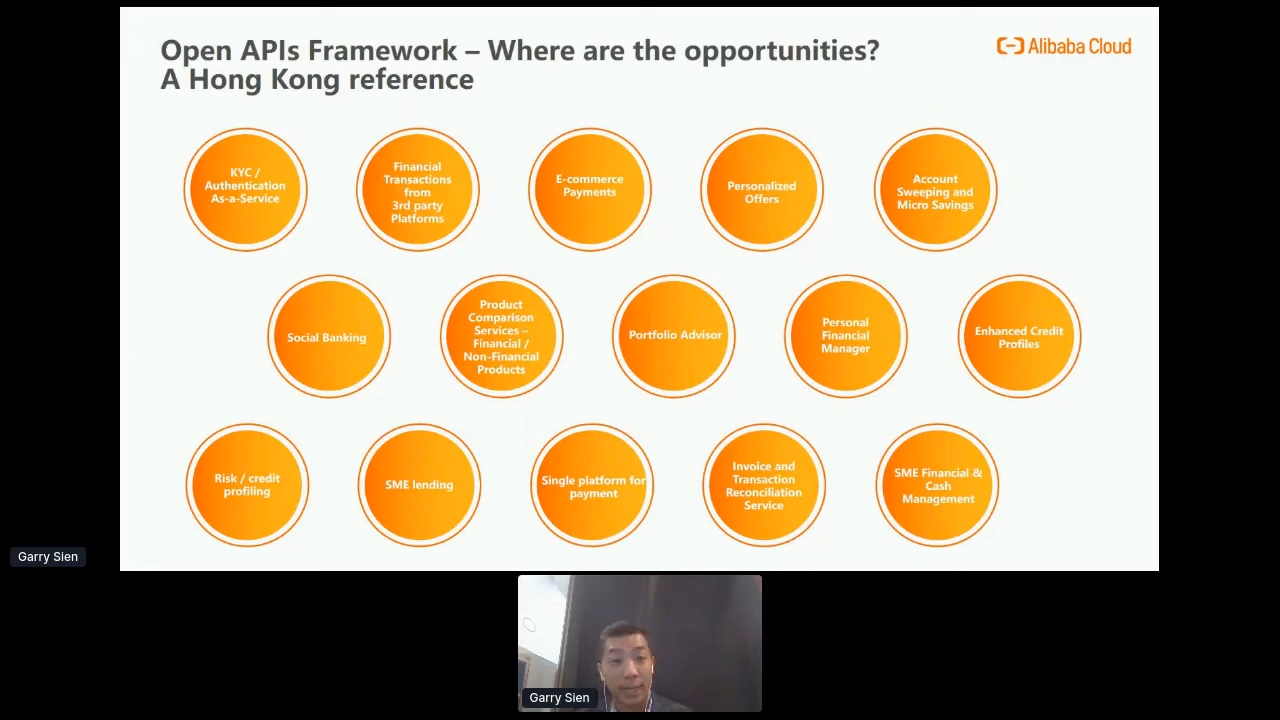 Open APIs Framework – Where are the opportunities?
A Hong Kong reference
Alibaba Cloud
KYC /
Authentication
As-a-Service
Financial
Transactions
from
3rd party
Platforms
E-commerce
Payments
Personalized
Offers
Account
Sweeping and
Micro Savings
Social Banking
Product
Comparison
Services –
Financial /
Non-Financial
Products
Portfolio Advisor
Personal
Financial
Manager
Enhanced Credit
Profiles
Risk / credit
profiling
SME lending
Single platform for
payment
Invoice and
Transaction
Reconciliation
Service
SME Financial &
Cash
Management
Garry Sien
Garry Sien